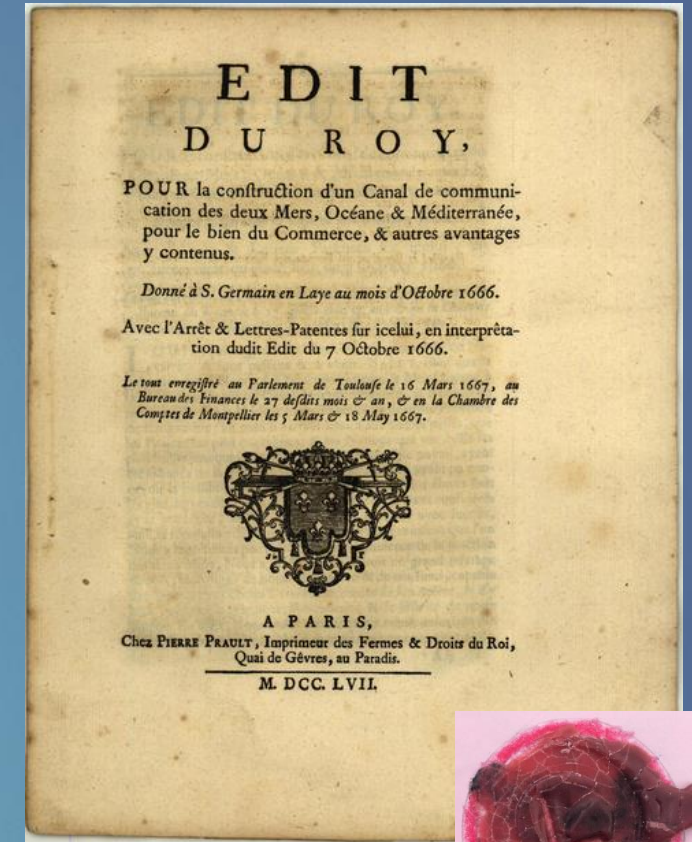 EDIT
DU ROY,
POUR la conſtruction d'un Canal de communi-
cation des deux Mers, Océane & Méditerranée,
pour le bien du Commerce, & autres avantages
y contenus.
Donné à S. Germain en Laye au mois d'Octobre 1666.
Avec l'Arrêt & Lettres-Patentes ſur icelui, en interprêta-
tion dudit Edit du 7 Octobre 1666.
Le tout enregiſtré au Parlement de Toulouſe le 16 Mars 1667, au
Bureau des Finances le 27 deſdits mois & an, & en la Chambre des
Comptes de Montpellier les 5 Mars & 18 May 1667.
A PARIS,
Chez PIERRE PRAULT, Imprimeur des Fermes & Droits du Roi,
Quai de Gêvres, au Paradis.
M. DCC. LVII.